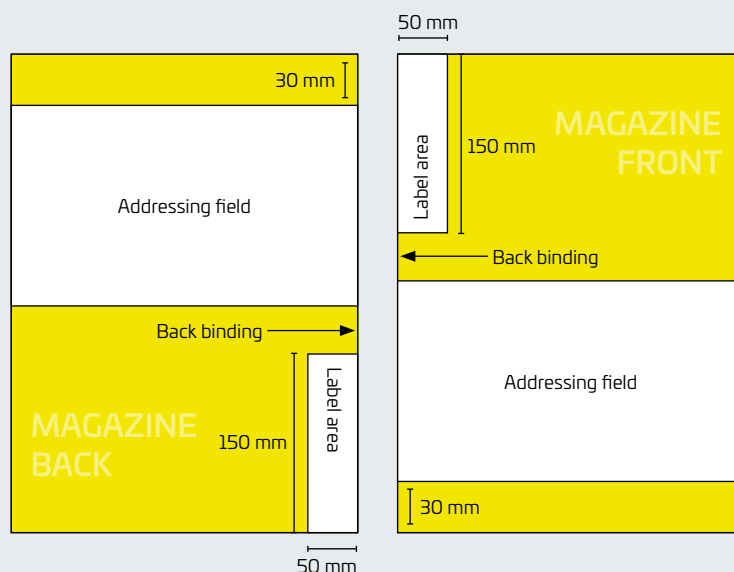 30 mm
Addressing field
Back binding
Label area
150 mm
MAGAZINE
BACK
50 mm
50 mm
Label area
150 mm
MAGAZINE
FRONT
Back binding
Addressing field
30 mm